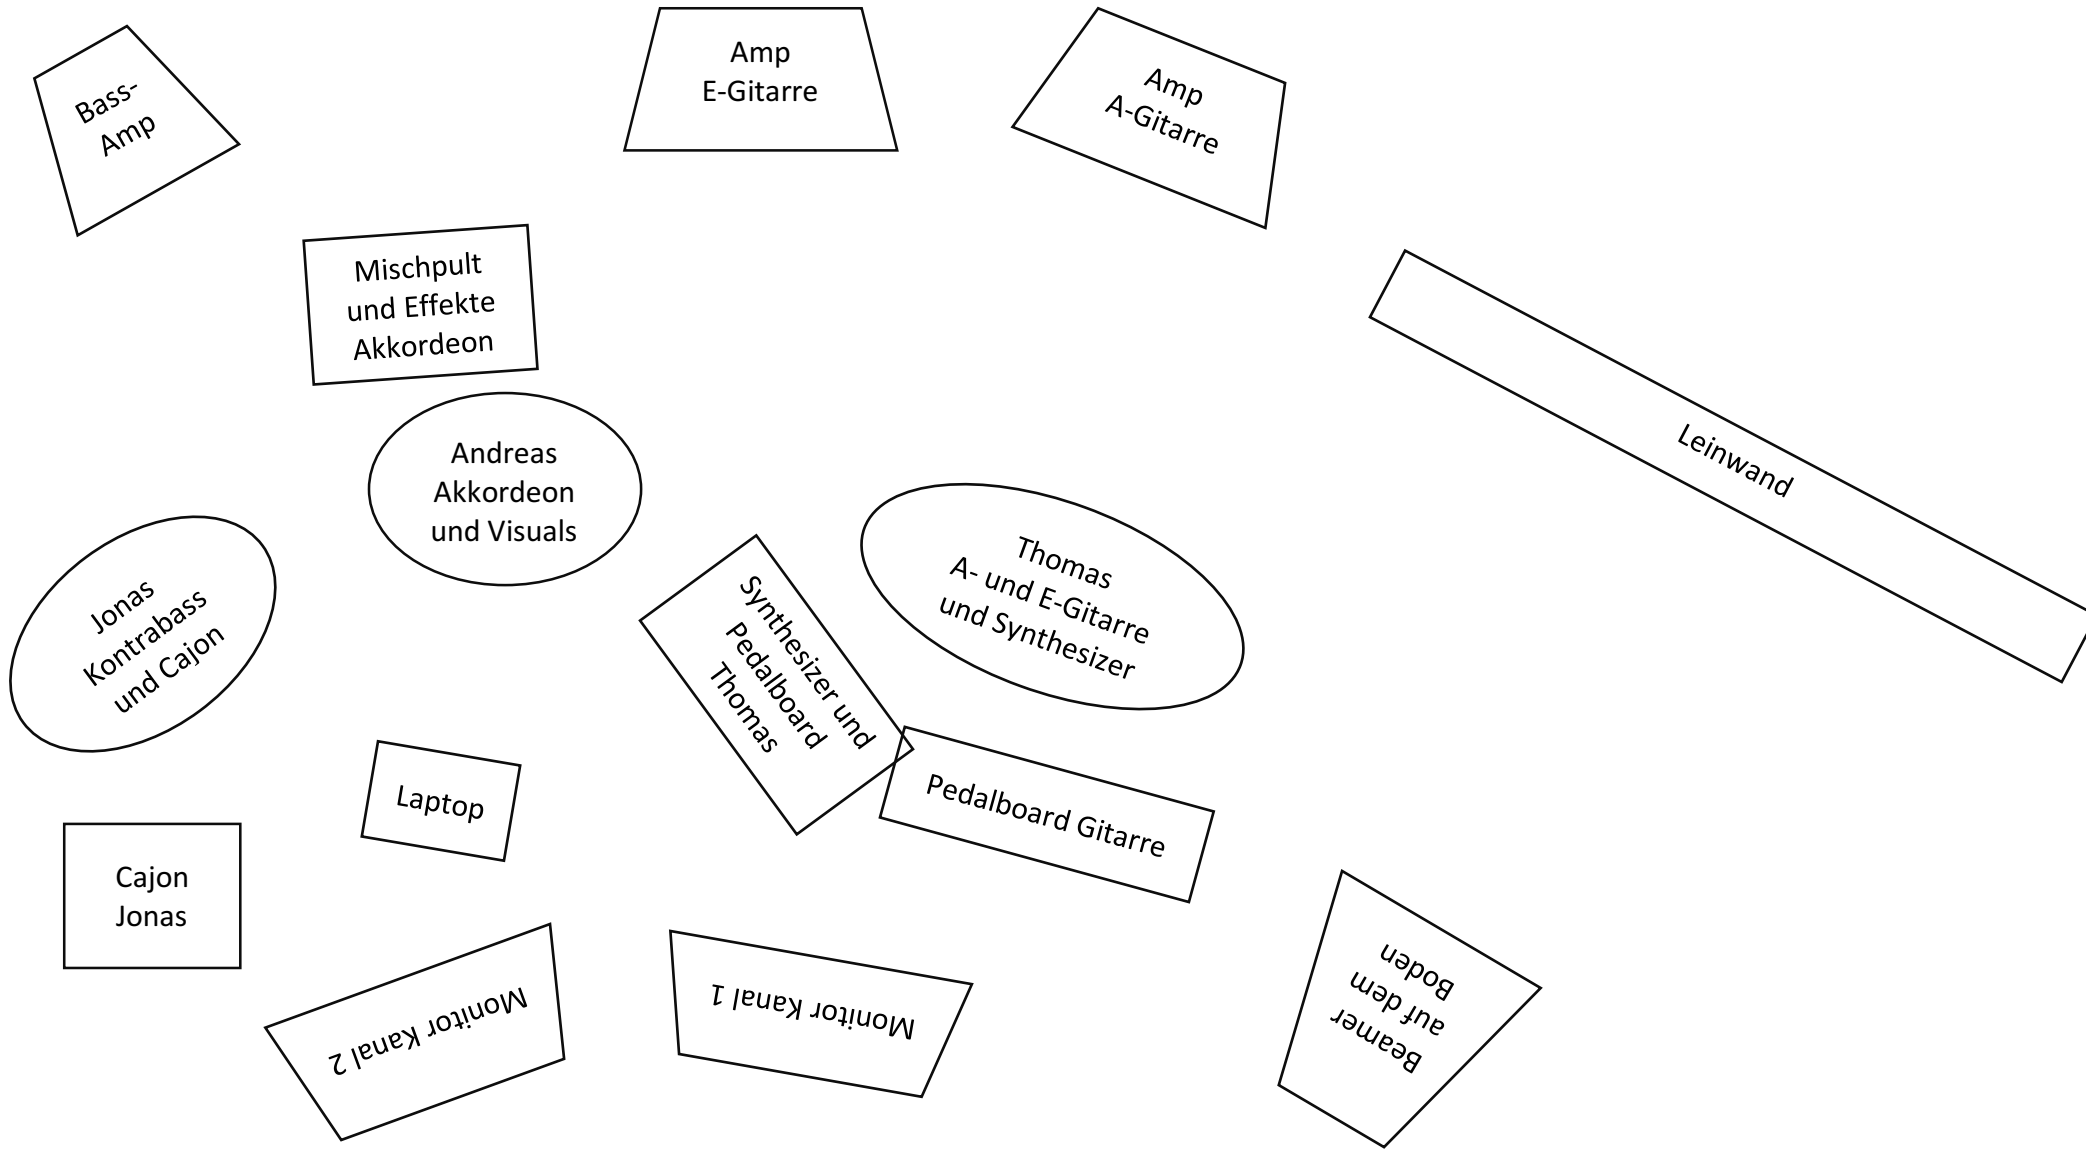 Bass-
Amp
Amp
E-Gitarre
Amp
A-Gitarre
Mischpult
und Effekte
Akkordeon
Leinwand
Andreas
Akkordeon
und Visuals
Thomas
A- und E-Gitarre
und Synthesizer
Jonas
Kontrabass
und Cajon
Synthesizer und
Pedalboard
Thomas
Laptop
Pedalboard Gitarre
Cajon
Jonas
Monitor Kanal 2
Monitor Kanal 1
Beamer
auf dem
Boden